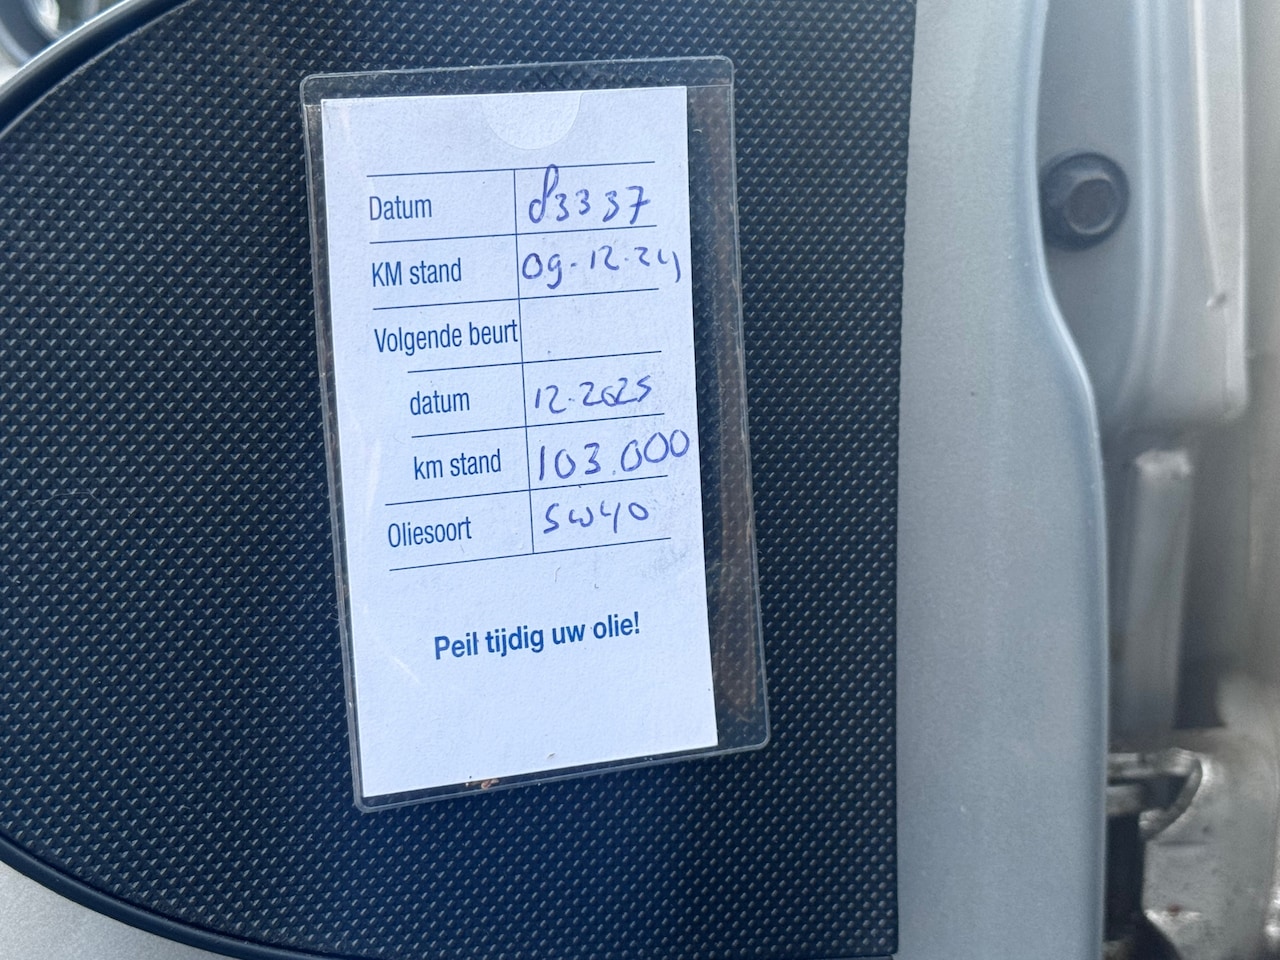 Datum 83337
KM stand 09-12-24
Volgende beurt
datum 12.2025
km stand 103.000
Oliesoort 5W40
Peil tijdig uw olie!